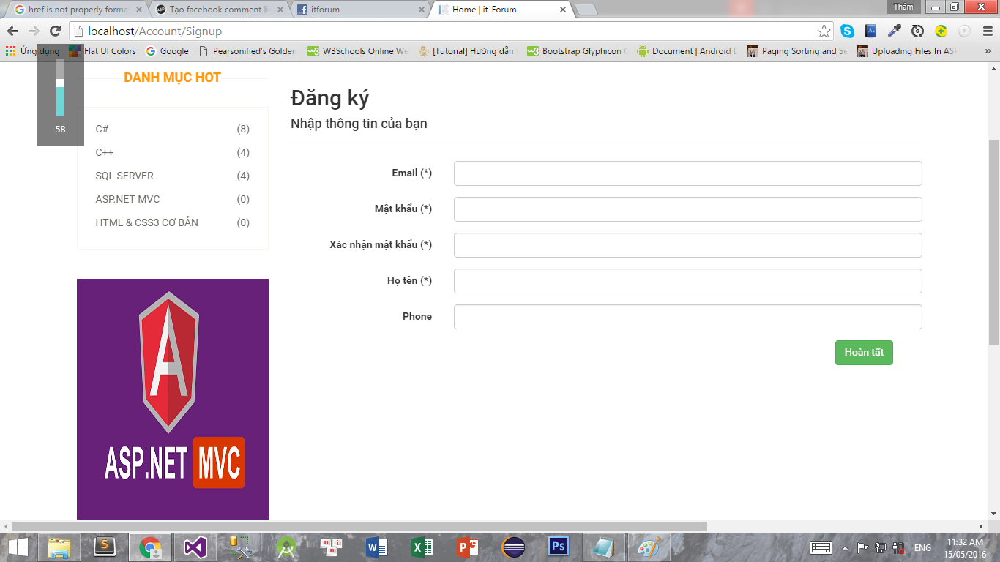 href is not properly format
Tạo facebook comment lik
itforum
Home | it-Forum
Thắm
localhost/Account/Signup
Ứng dụng
Flat UI Colors
Google
Pearsonified's Golden
W3Schools Online We
[Tutorial] Hướng dẫn
Bootstrap Glyphicon
Document | Android D
Paging Sorting and Se
Uploading Files In ASP
58
DANH MỤC HOT
C# (8)
C++ (4)
SQL SERVER (4)
ASP.NET MVC (0)
HTML & CSS3 CƠ BẢN (0)
ASP.NET MVC
Đăng ký
Nhập thông tin của bạn
Email (*)
Mật khẩu (*)
Xác nhận mật khẩu (*)
Họ tên (*)
Phone
Hoàn tất
ENG
11:32 AM
15/05/2016